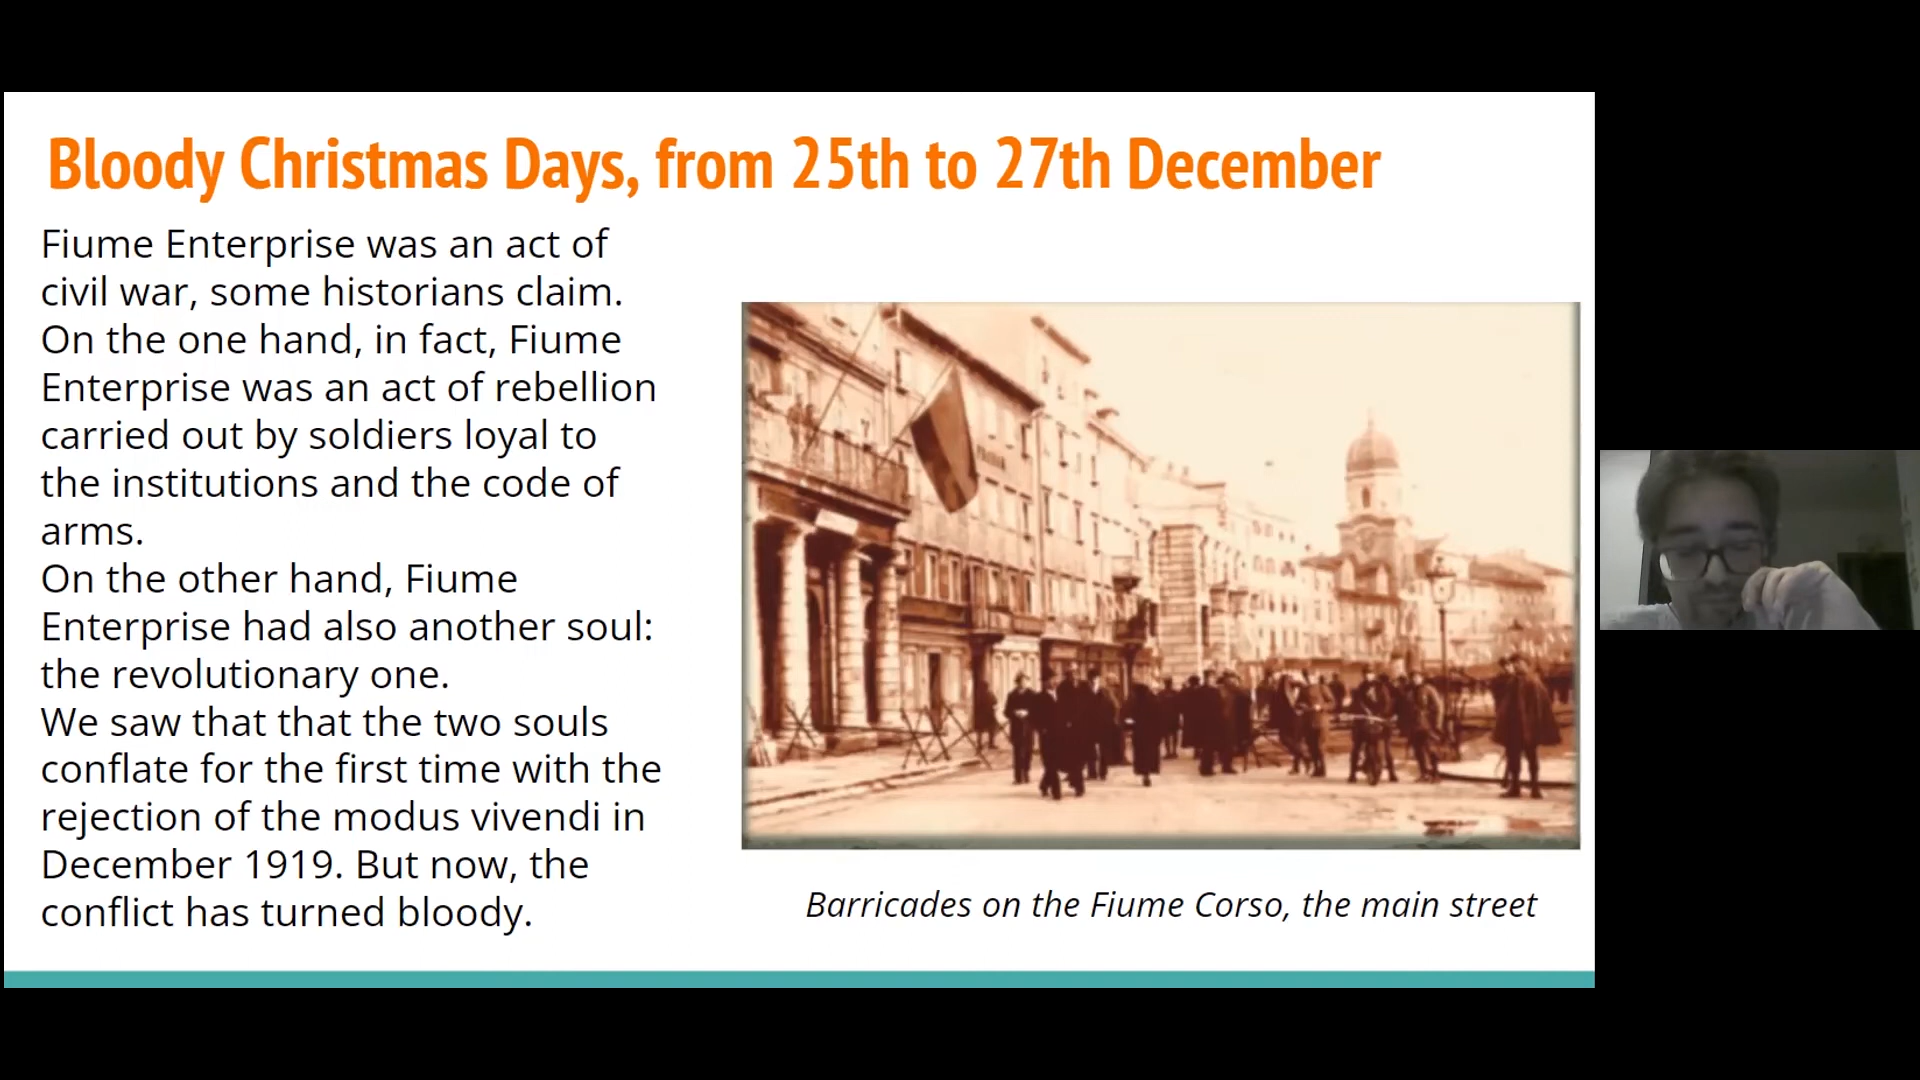 Bloody Christmas Days, from 25th to 27th December
Fiume Enterprise was an act of
civil war, some historians claim.
On the one hand, in fact, Fiume
Enterprise was an act of rebellion
carried out by soldiers loyal to
the institutions and the code of
arms.
On the other hand, Fiume
Enterprise had also another soul:
the revolutionary one.
We saw that that the two souls
conflate for the first time with the
rejection of the modus vivendi in
December 1919. But now, the
conflict has turned bloody.
Barricades on the Fiume Corso, the main street